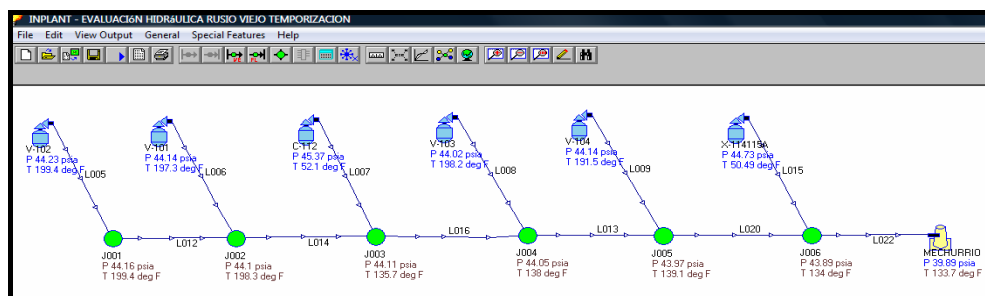 INPLANT - EVALUACIóN HIDRáULICA RUSIO VIEJO TEMPORIZACION
File Edit View Output General Special Features Help
V-102
P 44.23 psia
T 199.4 deg F
L005
V-101
P 44.14 psia
T 197.3 deg F
L006
C-112
P 45.37 psia
T 52.1 deg F
L007
V-103
P 44.02 psia
T 198.2 deg F
L008
V-104
P 44.14 psia
T 191.5 deg F
L009
X-114115A
P 44.73 psia
T 50.49 deg F
L015
L012
L014
L016
L013
L020
L022
J001
P 44.16 psia
T 199.4 deg F
J002
P 44.1 psia
T 198.3 deg F
J003
P 44.11 psia
T 135.7 deg F
J004
P 44.05 psia
T 138 deg F
J005
P 43.97 psia
T 139.1 deg F
J006
P 43.89 psia
T 134 deg F
MECHURRIO
P 39.89 psia
T 133.7 deg F